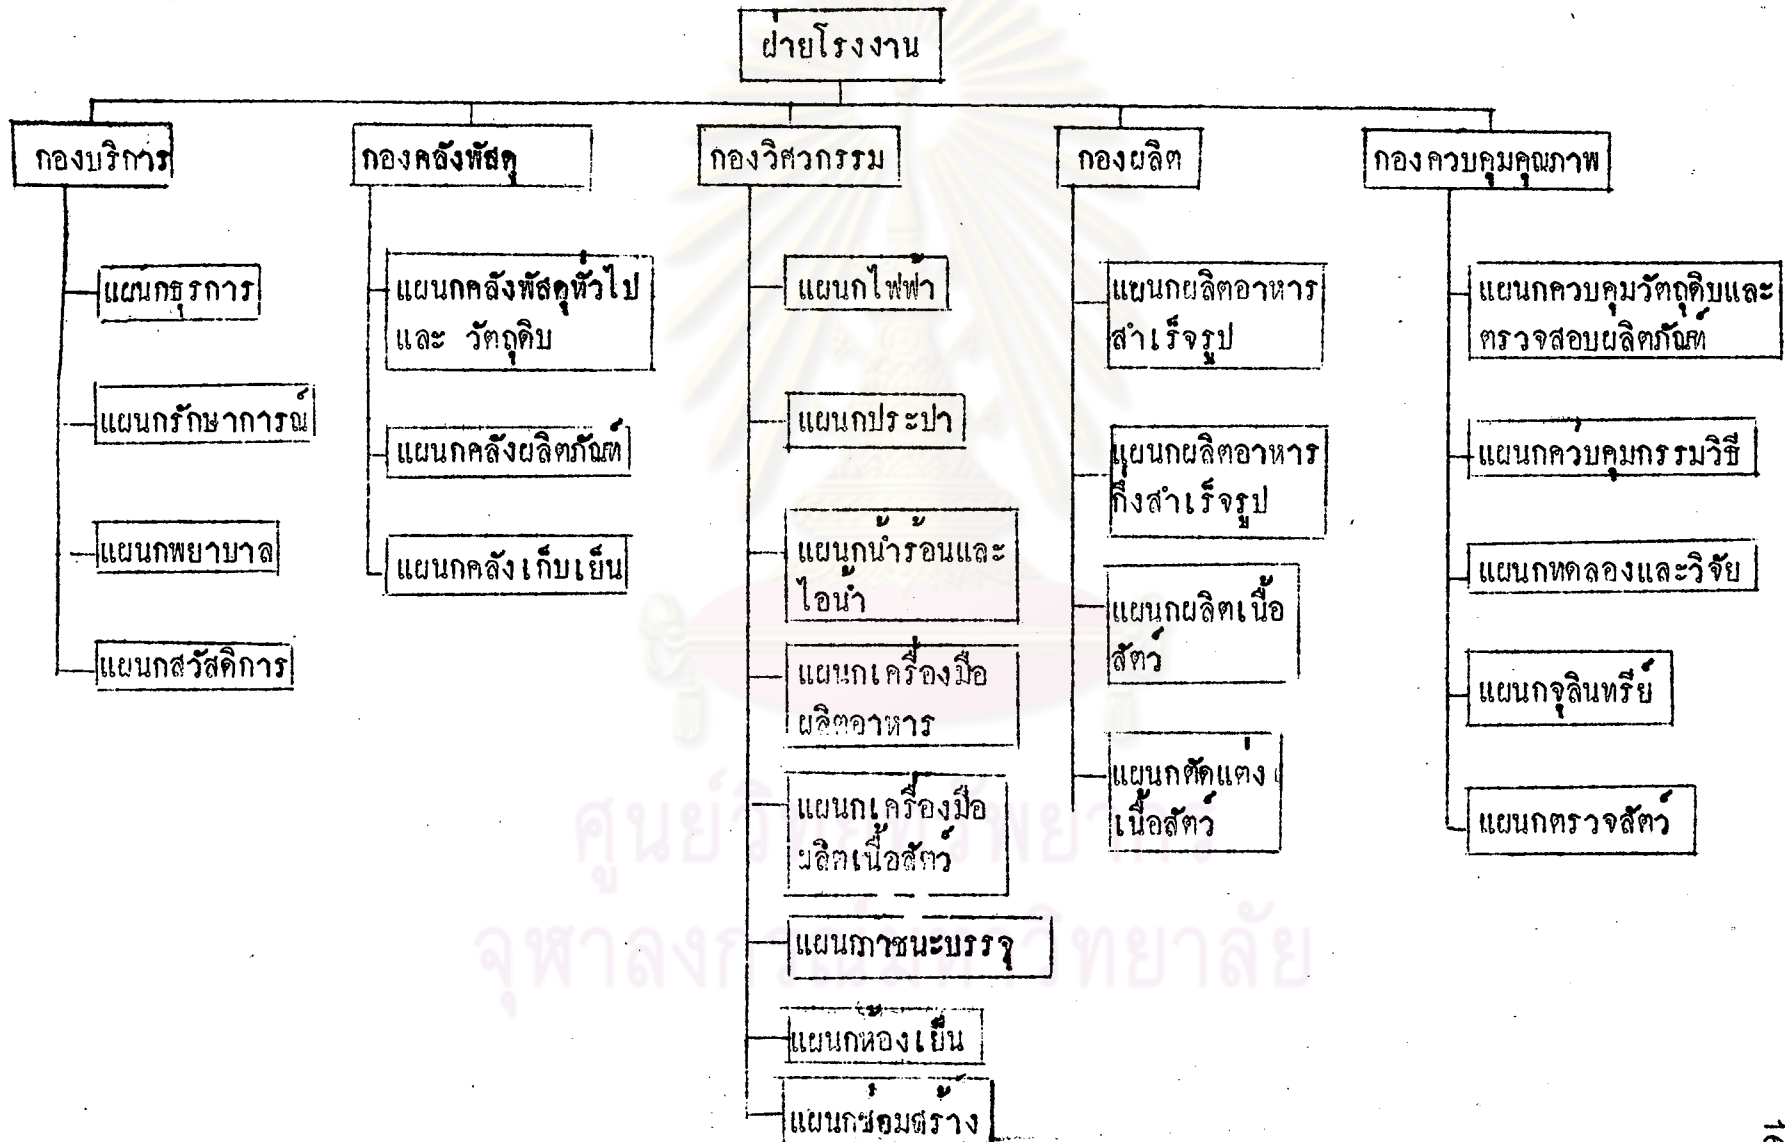 ฝ่ายโรงงาน
กองบริการ
แผนกธุรการ
แผนกรักษาการณ์
แผนกพยาบาล
แผนกสวัสดิการ
กองคลังพัสดุ
แผนกคลังพัสดุทั่วไป
และ วัตถุดิบ
แผนกคลังผลิตภัณฑ์
แผนกคลังเก็บเย็น
กองวิศวกรรม
แผนกไฟฟ้า
แผนกประปา
แผนกน้ำร้อนและ
ไอน้ำ
แผนกเครื่องมือ
ผลิตอาหาร
แผนกเครื่องมือ
ผลิตเนื้อสัตว์
แผนกภาชนะบรรจุ
แผนกห้องเย็น
แผนกซ่อมสร้าง
กองผลิต
แผนกผลิตอาหาร
สำเร็จรูป
แผนกผลิตอาหาร
กึ่งสำเร็จรูป
แผนกผลิตเนื้อ
สัตว์
แผนกตัดแต่ง
เนื้อสัตว์
กองควบคุมคุณภาพ
แผนกควบคุมวัตถุดิบและ
ตรวจสอบผลิตภัณฑ์
แผนกควบคุมกรรมวิธี
แผนกทดลองและวิจัย
แผนกจุลินทรีย์
แผนกตรวจสัตว์
ศูนย์วิทยทรัพยากร
จุฬาลงกรณ์มหาวิทยาลัย